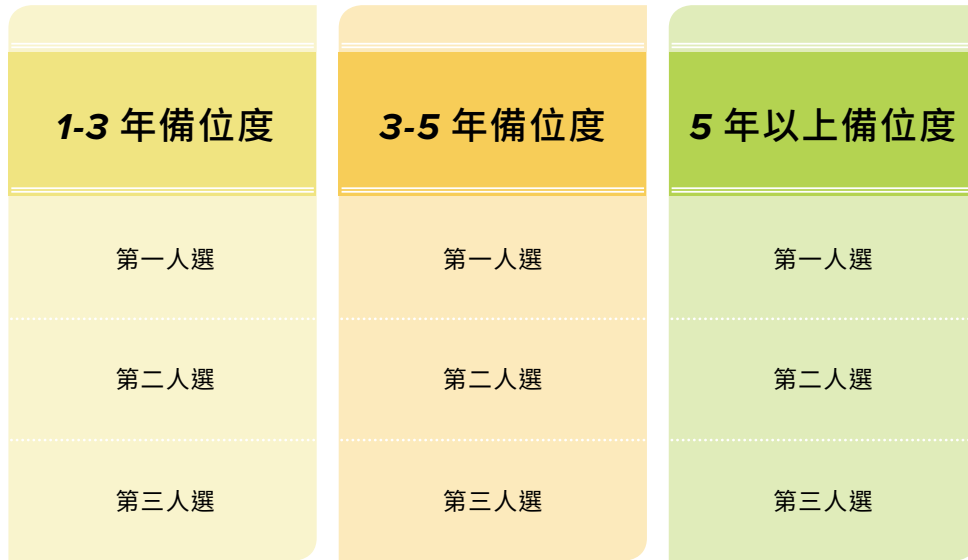 1-3 年備位度
3-5 年備位度
5 年以上備位度
第一人選
第一人選
第一人選
第二人選
第二人選
第二人選
第三人選
第三人選
第三人選